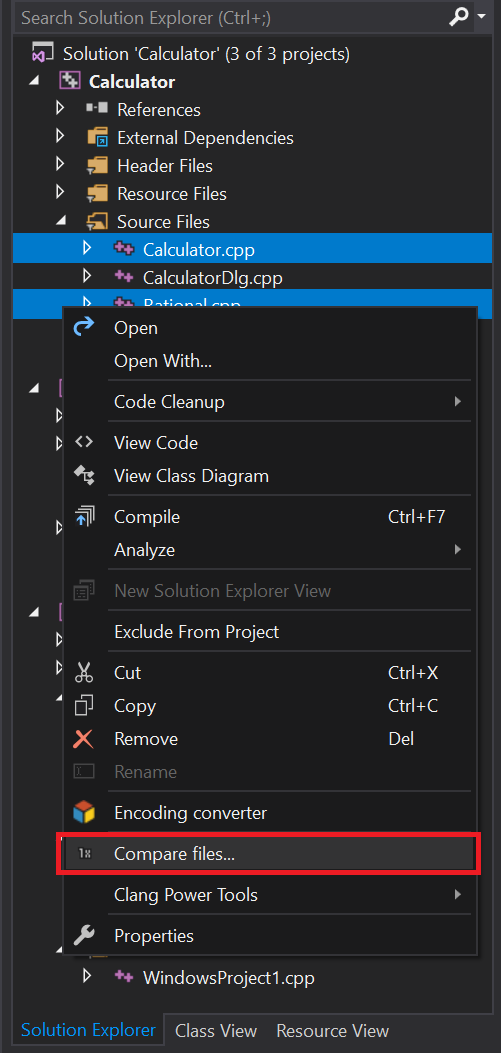 Search Solution Explorer (Ctrl+;)
Solution 'Calculator' (3 of 3 projects)
Calculator
References
External Dependencies
Header Files
Resource Files
Source Files
Calculator.cpp
CalculatorDlg.cpp
Rational.cpp
Open
Open With...
Code Cleanup
View Code
View Class Diagram
Compile Ctrl+F7
Analyze
New Solution Explorer View
Exclude From Project
Cut Ctrl+X
Copy Ctrl+C
Remove Del
Rename
Encoding converter
1x Compare files...
Clang Power Tools
Properties
WindowsProject1.cpp
Solution Explorer Class View Resource View